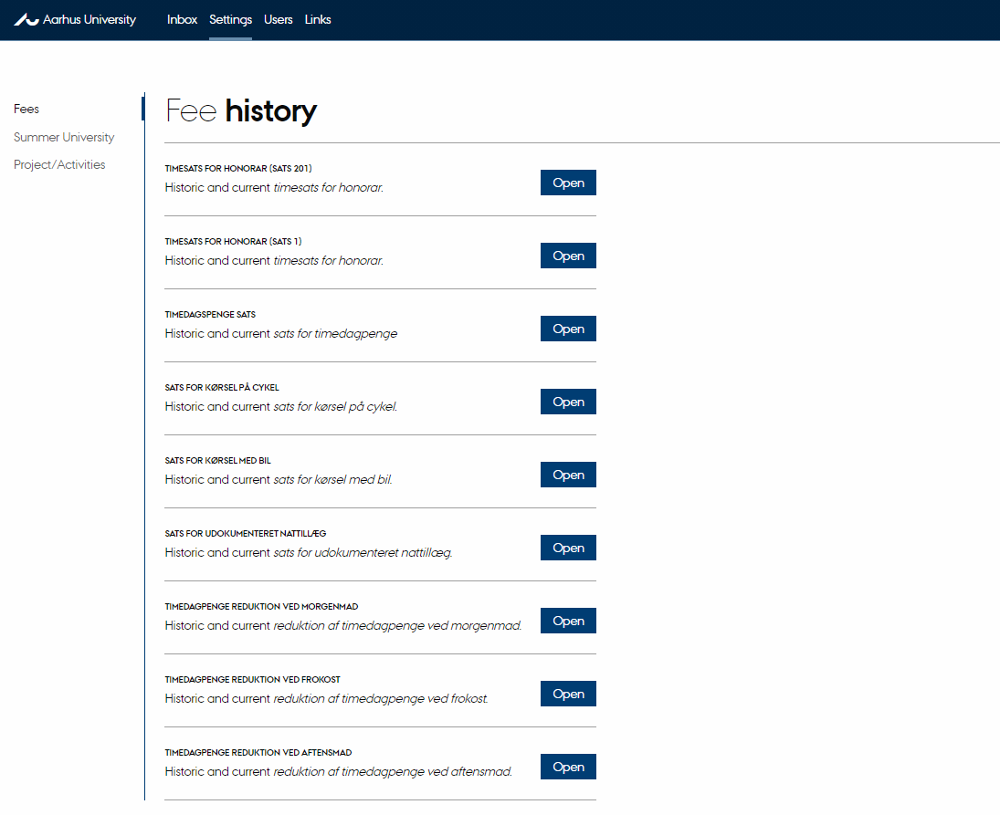 Aarhus University Inbox Settings Users Links
Fees
Summer University
Project/Activities
Fee history
TIMESATS FOR HONORAR (SATS 201)
Historic and current timesats for honorar.
Open
TIMESATS FOR HONORAR (SATS 1)
Historic and current timesats for honorar.
Open
TIMEDAGSPENGE SATS
Historic and current sats for timedagpenge
Open
SATS FOR KØRSEL PÅ CYKEL
Historic and current sats for kørsel på cykel.
Open
SATS FOR KØRSEL MED BIL
Historic and current sats for kørsel med bil.
Open
SATS FOR UDOKUMENTERET NATTILLÆG
Historic and current sats for udokumenteret nattillæg.
Open
TIMEDAGPENGE REDUKTION VED MORGENMAD
Historic and current reduktion af timedagpenge ved morgenmad.
Open
TIMEDAGPENGE REDUKTION VED FROKOST
Historic and current reduktion af timedagpenge ved frokost.
Open
TIMEDAGPENGE REDUKTION VED AFTENSMAD
Historic and current reduktion af timedagpenge ved aftensmad.
Open